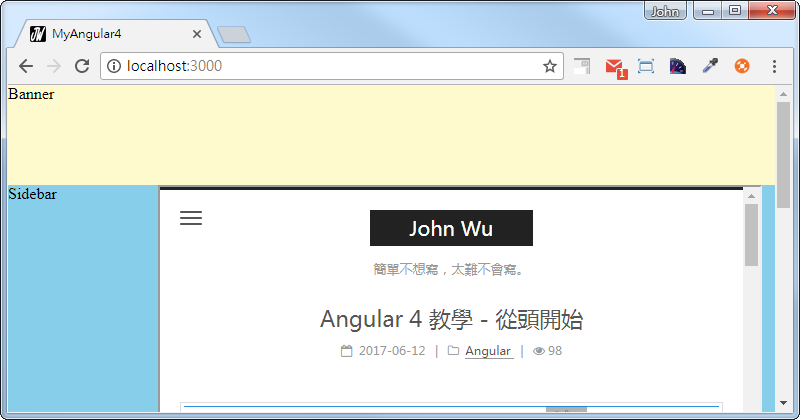 John
JW MyAngular4
localhost:3000
1
Banner
Sidebar
John Wu
簡單不想寫，太難不會寫。
Angular 4 教學 - 從頭開始
2017-06-12 | Angular | 98